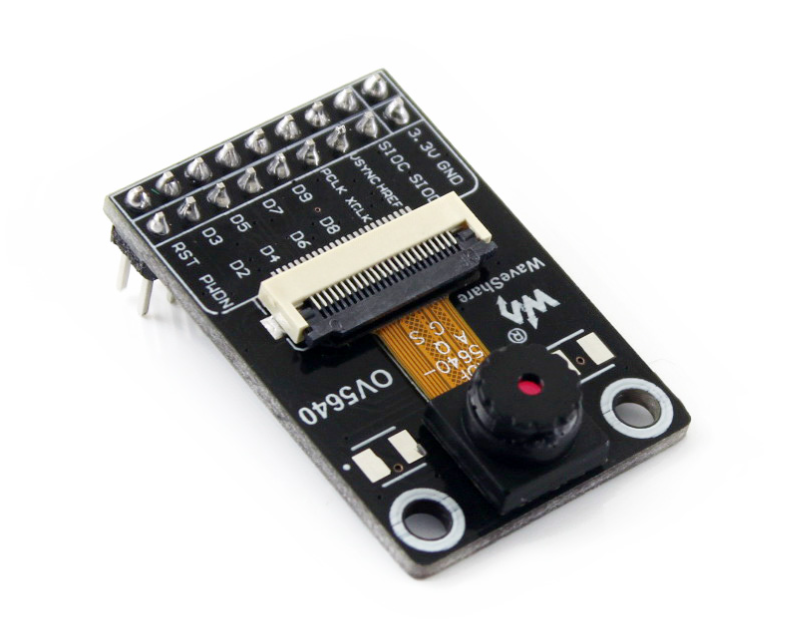 3.3V GND
SIOC SIOD
VSYNC HREF
PCLK XCLK
D9 D8
D7 D6
D5 D4
D3 D2
RST PWDN
WaveShare
®
5640-
A Q S
OV5640